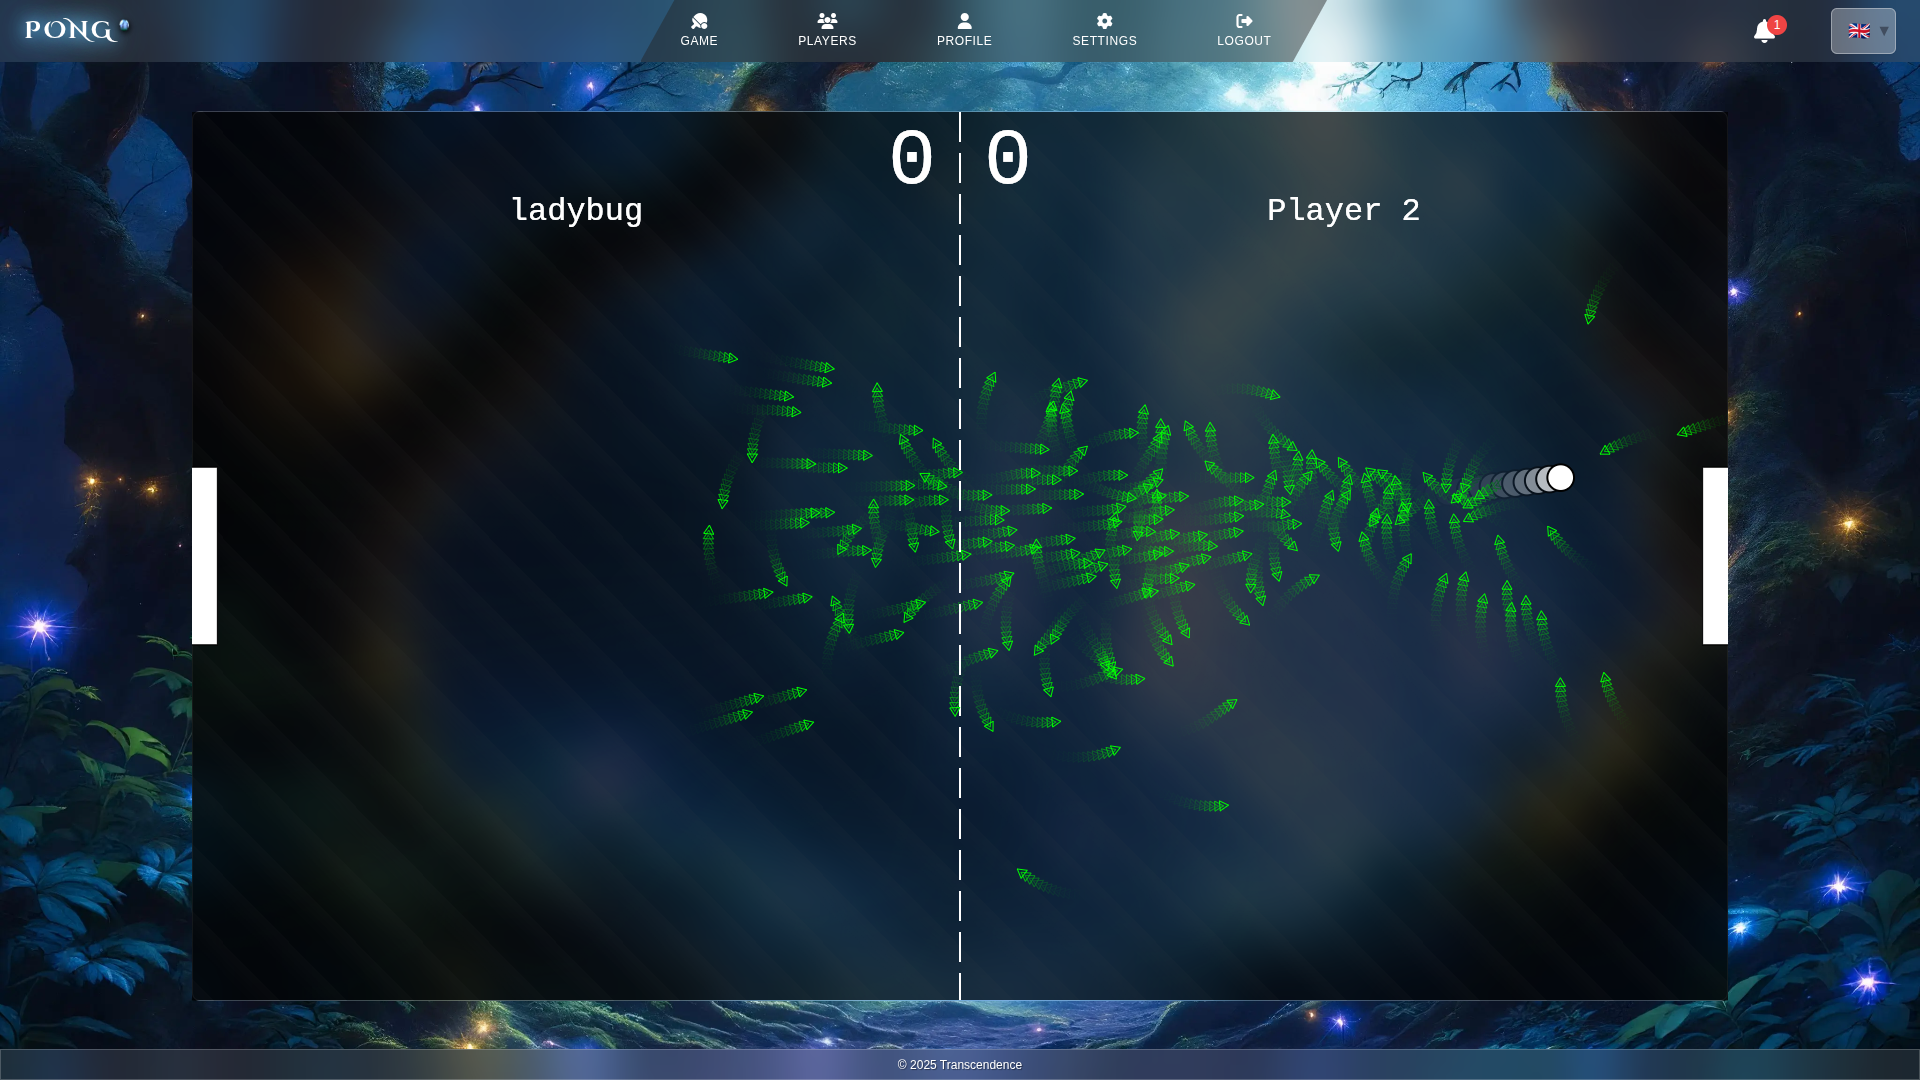 PONG
GAME
PLAYERS
PROFILE
SETTINGS
LOGOUT
1
0 0
ladybug
Player 2
© 2025 Transcendence